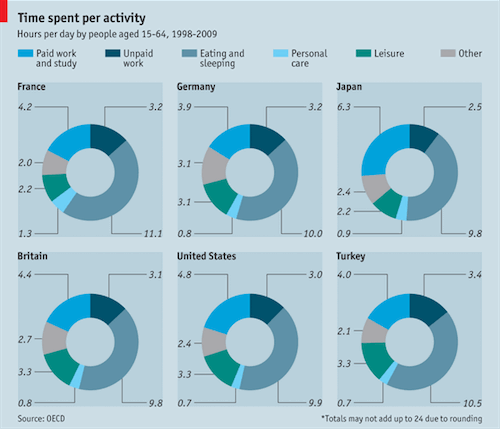 Time spent per activity
Hours per day by people aged 15-64, 1998-2009
Paid work and study
Unpaid work
Eating and sleeping
Personal care
Leisure
Other
France
4.2
3.2
2.0
2.2
1.3
11.1
Germany
3.9
3.2
3.1
3.1
0.8
10.0
Japan
6.3
2.5
2.4
2.2
0.9
9.8
Britain
4.4
3.1
2.7
3.3
0.8
9.8
United States
4.8
3.0
2.4
3.3
0.7
9.9
Turkey
4.0
3.4
2.1
3.3
0.7
10.5
Source: OECD
*Totals may not add up to 24 due to rounding